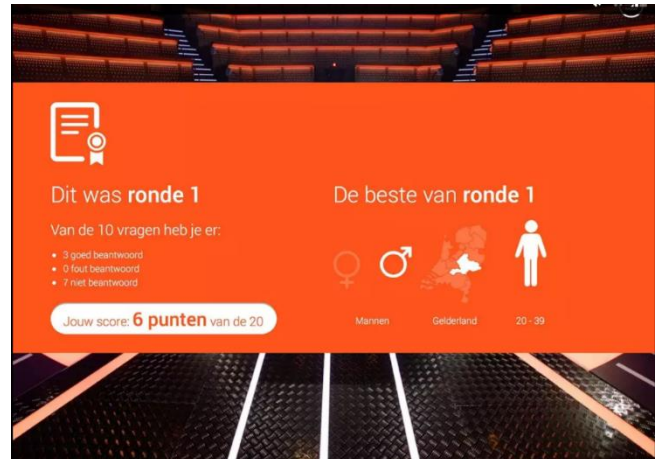 Dit was ronde 1
Van de 10 vragen heb je er:
• 3 goed beantwoord
• 0 fout beantwoord
• 7 niet beantwoord
Jouw score: 6 punten van de 20
De beste van ronde 1
Mannen
Gelderland
20 - 39